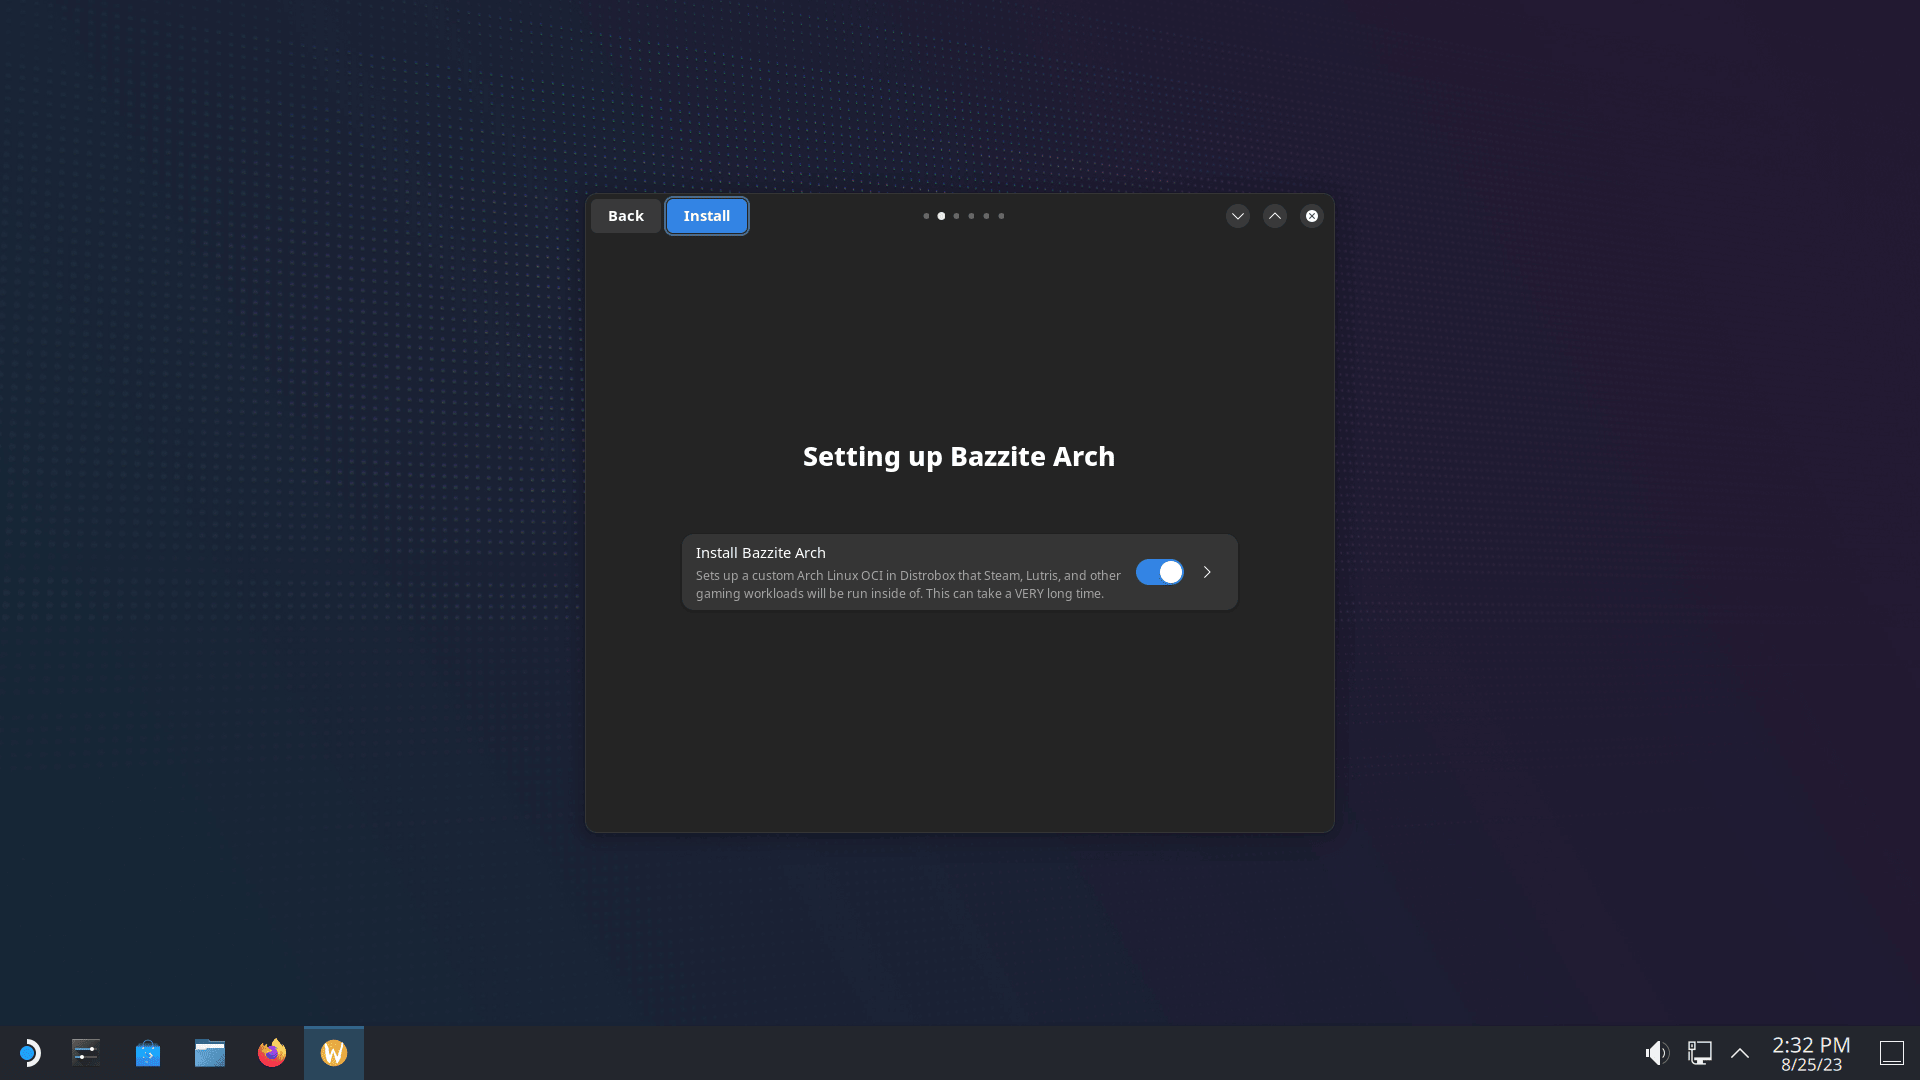 Back
Install
Setting up Bazzite Arch
Install Bazzite Arch
Sets up a custom Arch Linux OCI in Distrobox that Steam, Lutris, and other
gaming workloads will be run inside of. This can take a VERY long time.
W
2:32 PM
8/25/23